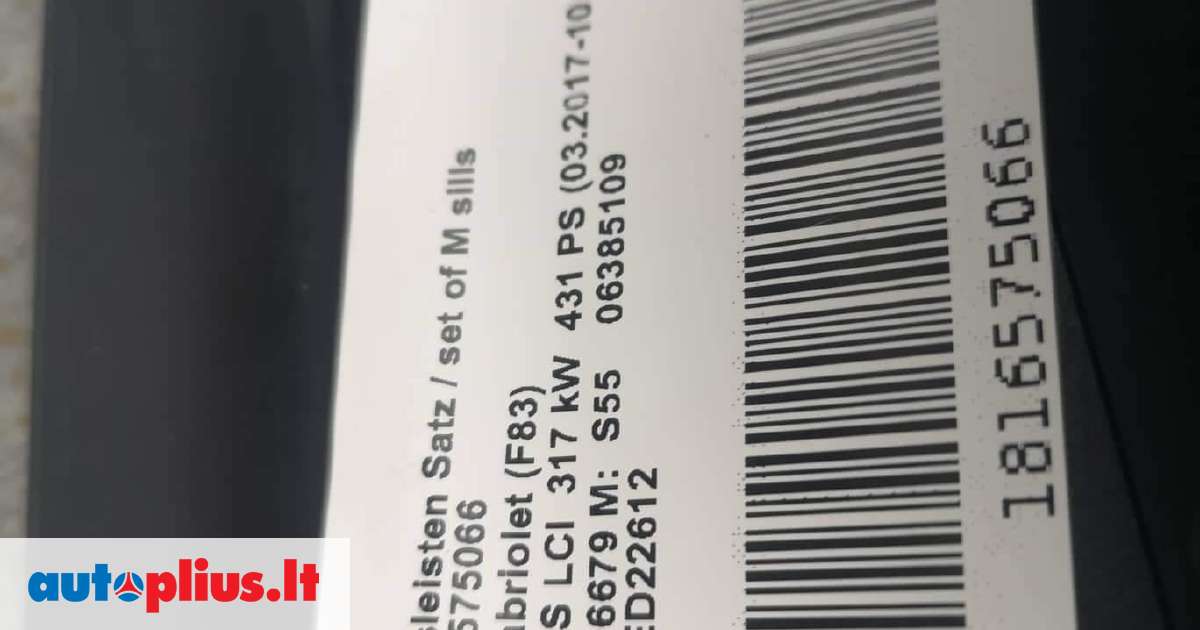 sleisten Satz / set of M sills
575066
abriolet (F83)
S LCI 317 kW 431 PS (03.2017-10
6679 M: S55 06385109
ED22612
1816575066
autoplius.lt